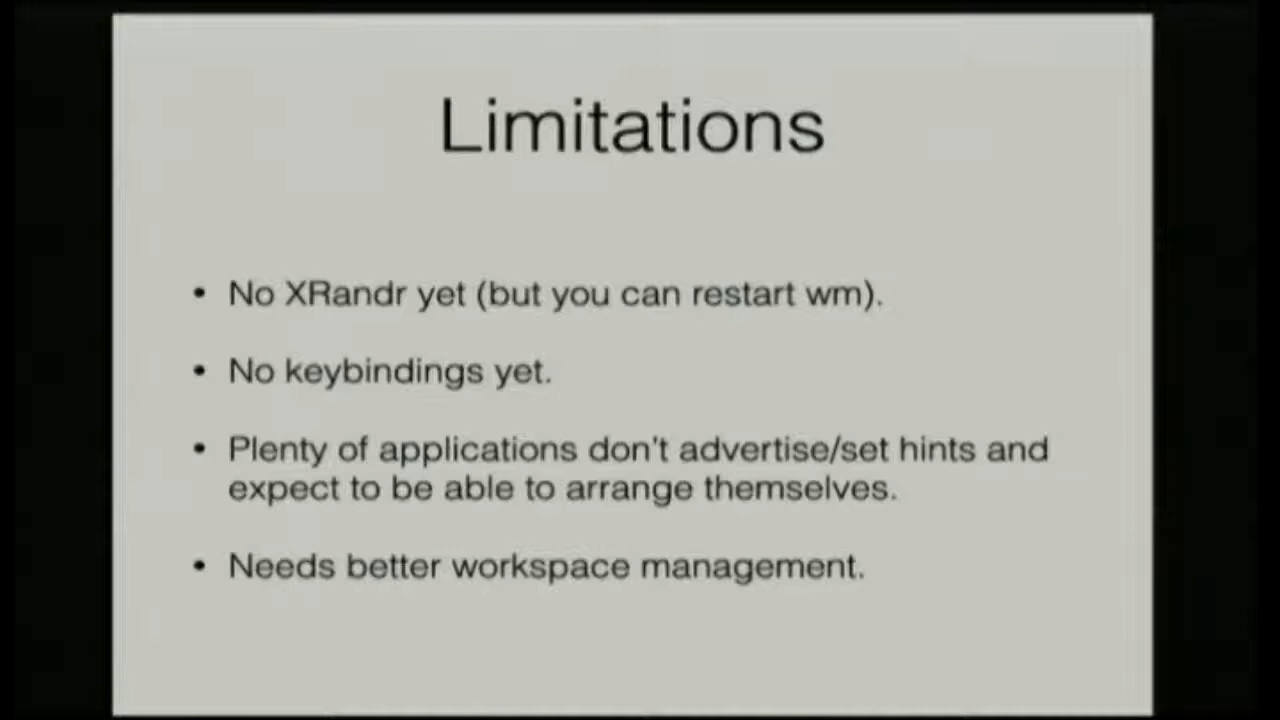 Limitations
• No XRandr yet (but you can restart wm).
• No keybindings yet.
• Plenty of applications don't advertise/set hints and
expect to be able to arrange themselves.
• Needs better workspace management.